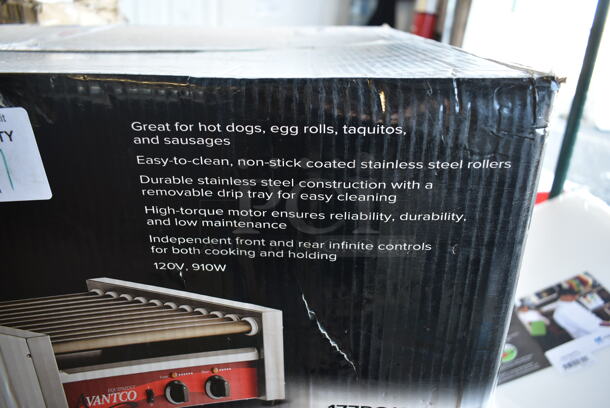 Great for hot dogs, egg rolls, taquitos,
and sausages
Easy-to-clean, non-stick coated stainless steel rollers
Durable stainless steel construction with a
removable drip tray for easy cleaning
High-torque motor ensures reliability, durability,
and low maintenance
Independent front and rear infinite controls
for both cooking and holding
120V, 910W
VANTCO